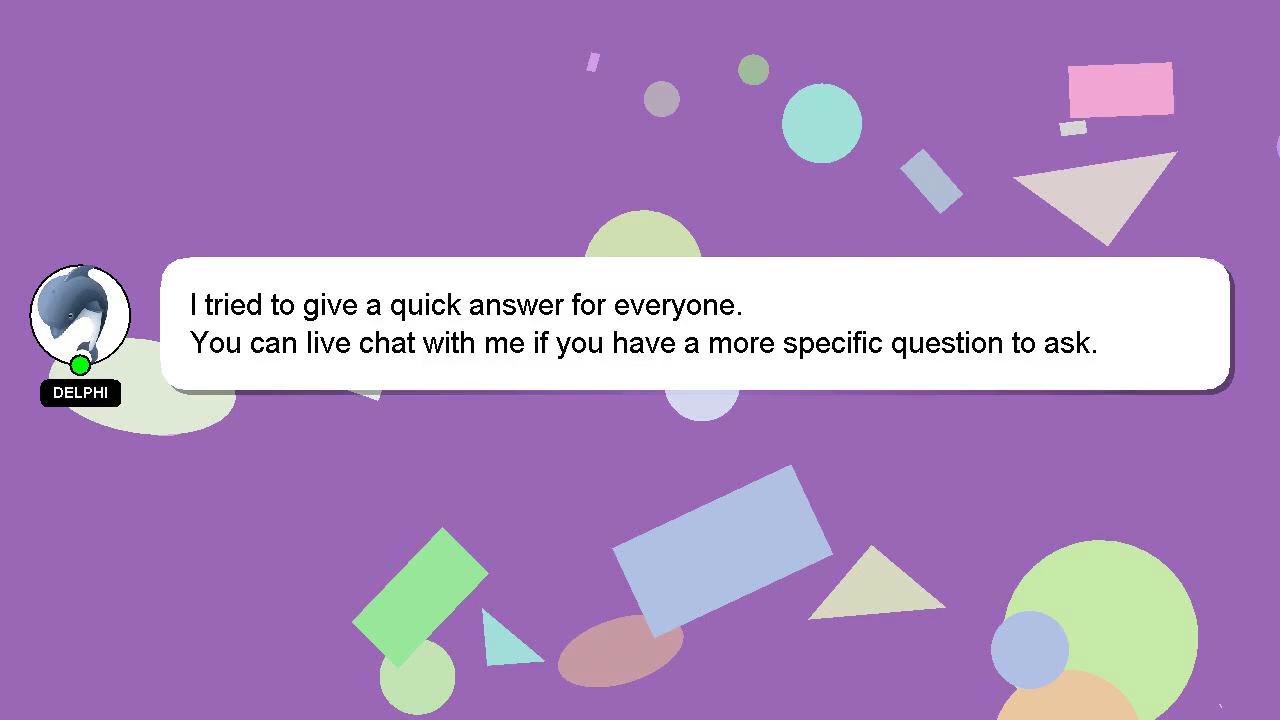 I tried to give a quick answer for everyone.
You can live chat with me if you have a more specific question to ask.
DELPHI